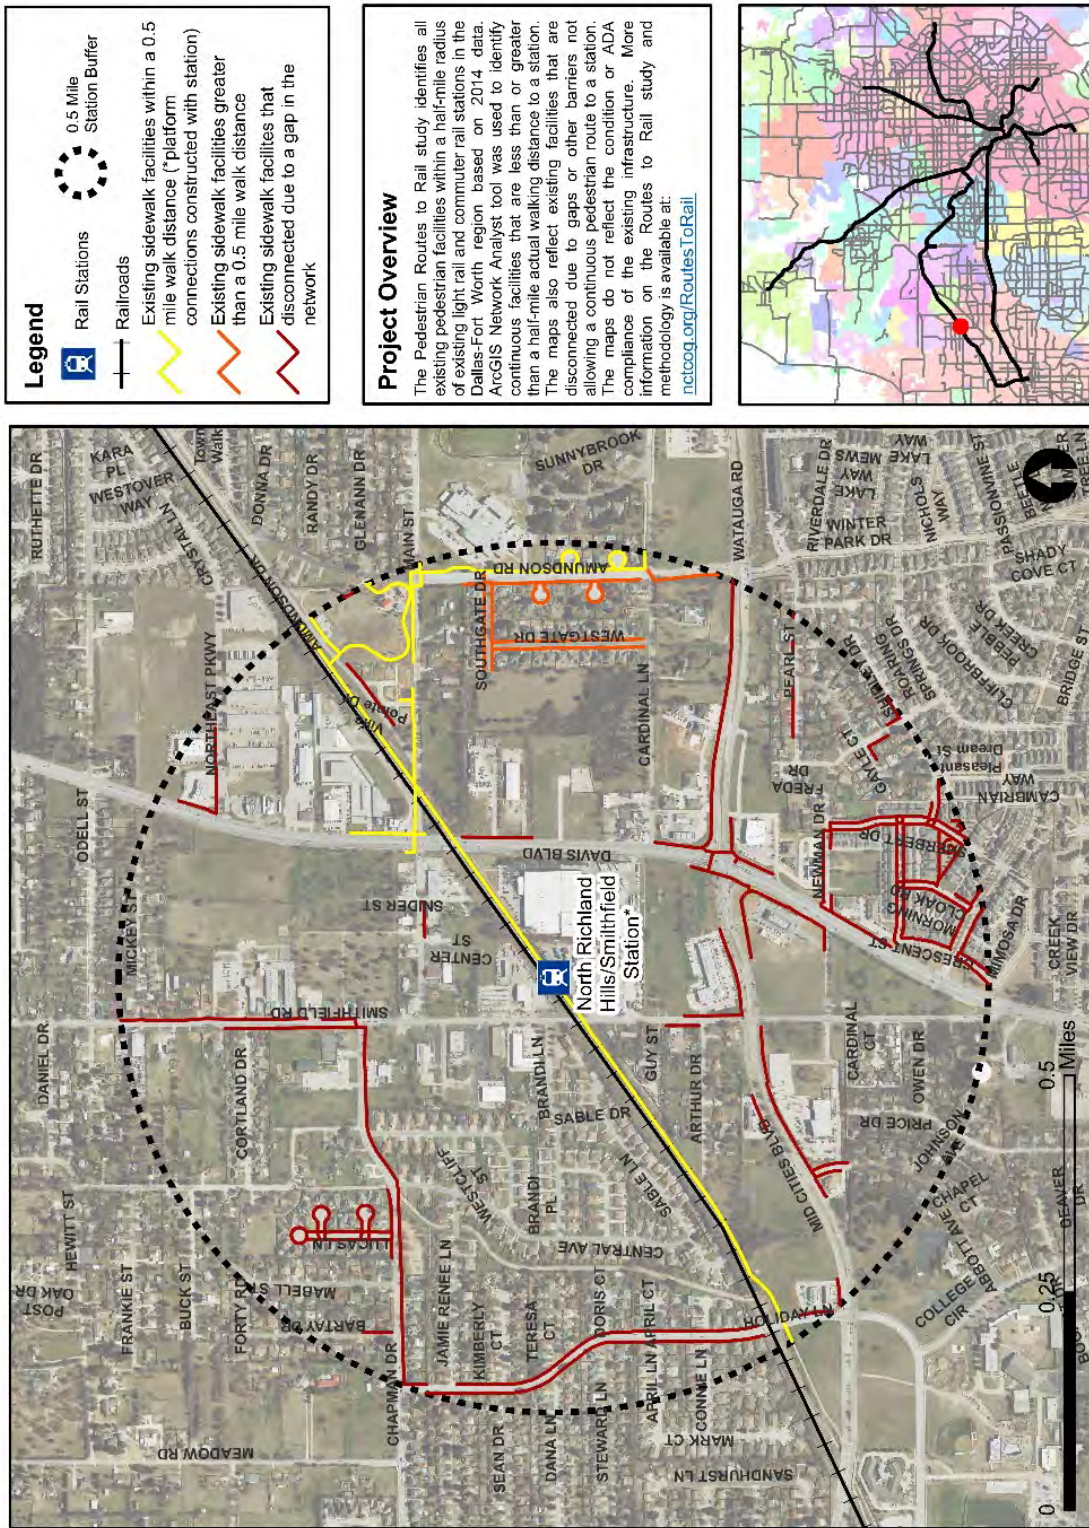 Legend
Rail Stations
0.5 Mile
Station Buffer
Railroads
Existing sidewalk facilities within a 0.5
mile walk distance (*platform
connections constructed with station)
Existing sidewalk facilities greater
than a 0.5 mile walk distance
Existing sidewalk facilites that
disconnected due to a gap in the
network
Project Overview
The Pedestrian Routes to Rail study identifies all
existing pedestrian facilities within a half-mile radius
of existing light rail and commuter rail stations in the
Dallas-Fort Worth region based on 2014 data.
ArcGIS Network Analyst tool was used to identify
continuous facilities that are less than or greater
than a half-mile actual walking distance to a station.
The maps also reflect existing facilities that are
disconnected due to gaps or other barriers not
allowing a continuous pedestrian route to a station.
The maps do not reflect the condition or ADA
compliance of the existing infrastructure. More
information on the Routes to Rail study and
methodology is available at:
nctcog.org/RoutesToRail
RUTHETTE DR
KARA
PL
WESTOVER
WAY
CRYSTAL LN
Town
Walk
DONNA DR
RANDY DR
GLENANN DR
MAIN ST
SUNNYBROOK
DR
WATAUGA RD
RIVERDALE DR
LAKE
WAY
LAKE MEWS
WAY
WINTER
PARK DR
NICHOLS
WAY
PASSIONVINE ST
SHADY
COVE CT
AMUNDSON DR
NORTHEAST PKWY
Vita
Pointe Dr
SOUTHGATE DR
AMUNDSON RD
WESTGATE DR
CARDINAL LN
PEARL ST
SHIRLEY DR
ROARING
SPRINGS DR
CLIFFBROOK DR
PEBBLE
CREEK DR
BRIDGE ST
ODELL ST
MICKEY ST
SNIDER ST
CENTER
ST
DAVIS BLVD
TREDA
DR
GAYLE CT
Pleasant
Dream St
CAMBRIAN
WAY
NEWMAN DR
SHERBERT DR
MORNING
CLOAK RD
CRESCENT ST
MIMOSA DR
CREEK
VIEW DR
North Richland
Hills/Smithfield
Station*
DANIEL DR
SMITHFIELD RD
CORTLAND DR
BRANDI LN
SABLE DR
GUY ST
ARTHUR DR
CARDINAL
CT
OWEN DR
PRICE DR
JOHNSON
AVE
HEWITT ST
LUCAS LN
WESTCLIFF
ST
BRANDI
PL
SABLE LN
CENTRAL AVE
MID CITIES BLVD
CHAPEL
CT
ABBOTT AVE
DEAVER
DR
POST
OAK DR
FRANKIE ST
BUCK ST
FORTY RD
MABELL ST
BARTAY DR
JAMIE RENEE LN
KIMBERLY
CT
TERESA
CT
DORIS CT
APRIL CT
HOLIDAY LN
COLLEGE
CIR
CHAPMAN DR
MEADOW RD
SEAN DR
DANA LN
STEWARD LN
APRIL LN
CONNIE LN
MARK CT
SANDHURST LN
0
0.25
0.5
Miles